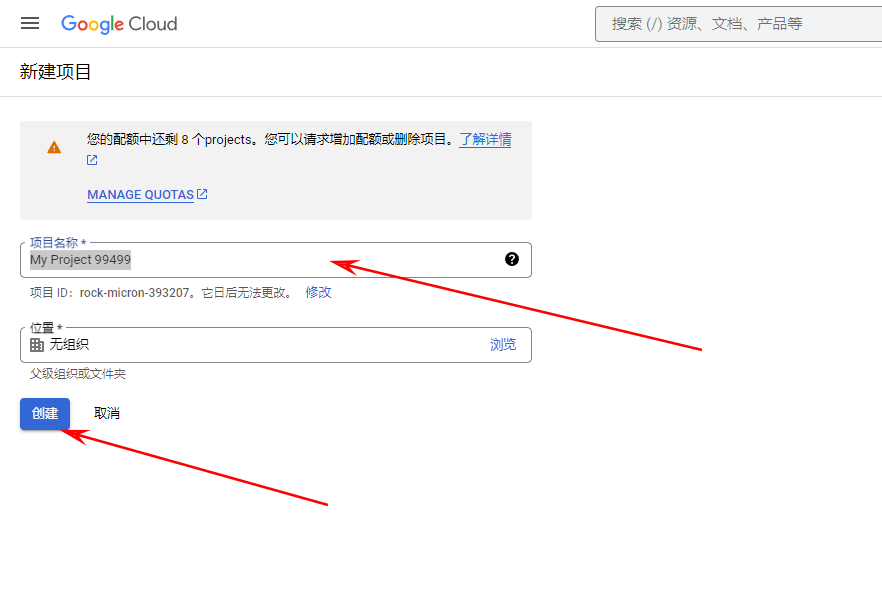 Google Cloud
搜索 (/) 资源、文档、产品等
新建项目
您的配额中还剩 8 个projects。您可以请求增加配额或删除项目。了解详情
MANAGE QUOTAS
项目名称 *
My Project 99499
项目 ID：rock-micron-393207。它日后无法更改。 修改
位置 *
无组织 浏览
父级组织或文件夹
创建 取消